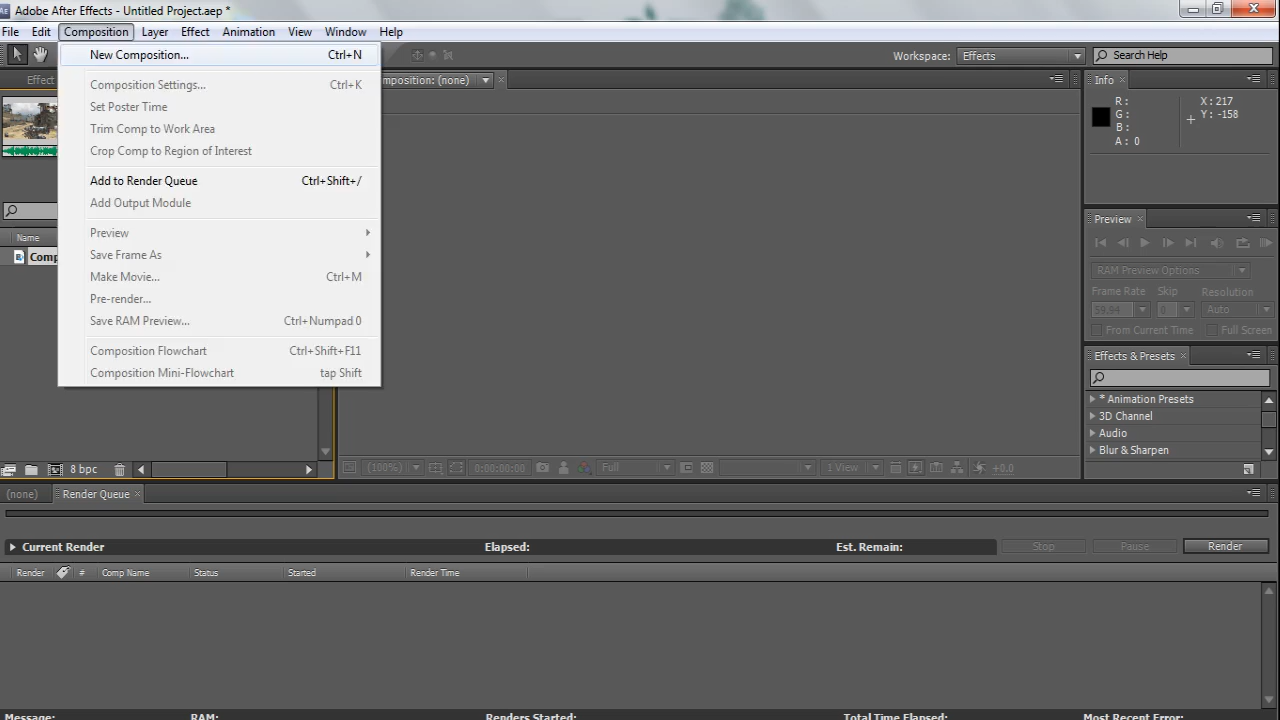 Ae Adobe After Effects - Untitled Project.aep *
File Edit Composition Layer Effect Animation View Window Help
New Composition... Ctrl+N
Composition Settings... Ctrl+K
Set Poster Time
Trim Comp to Work Area
Crop Comp to Region of Interest
Add to Render Queue Ctrl+Shift+/
Add Output Module
Preview
Save Frame As
Make Movie... Ctrl+M
Pre-render...
Save RAM Preview... Ctrl+Numpad 0
Composition Flowchart Ctrl+Shift+F11
Composition Mini-Flowchart tap Shift
Workspace: Effects
Search Help
Effect
mposition: (none)
Name
Comp
8 bpc
(100%) 0:00:00:00 Full 1 View +0.0
Info
R:
G:
B:
A: 0
X: 217
Y: -158
Preview
RAM Preview Options
Frame Rate Skip Resolution
59.94 0 Auto
From Current Time Full Screen
Effects & Presets
* Animation Presets
3D Channel
Audio
Blur & Sharpen
(none) Render Queue
Current Render Elapsed: Est. Remain: Stop Pause Render
Render # Comp Name Status Started Render Time
Message: RAM: Renders Started: Total Time Elapsed: Most Recent Error: